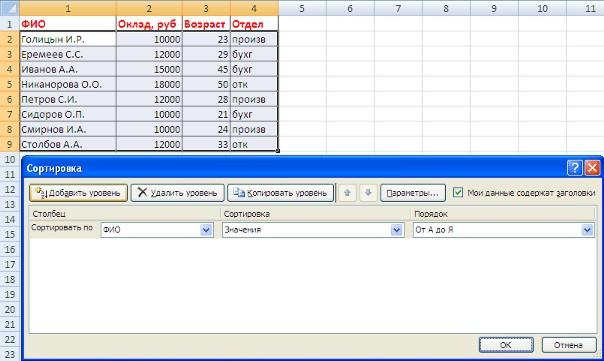 1 2 3 4 5 6 7 8 9 10 11
1 ФИО Оклад, руб Возраст Отдел
2 Голицын И.Р. 10000 23 произв
3 Еремеев С.С. 12000 29 бухг
4 Иванов А.А. 15000 45 бухг
5 Никанорова О.О. 18000 50 отк
6 Петров С.И. 12000 28 произв
7 Сидоров О.П. 10000 21 бухг
8 Смирнов И.А. 10000 24 произв
9 Столбов А.А. 12000 33 отк
10
11 Сортировка
12 Добавить уровень Удалить уровень Копировать уровень Параметры... Мои данные содержат заголовки
13
14 Столбец Сортировка Порядок
15 Сортировать по ФИО Значения От А до Я
16
17
18
19
20
21
22 ОК Отмена
23